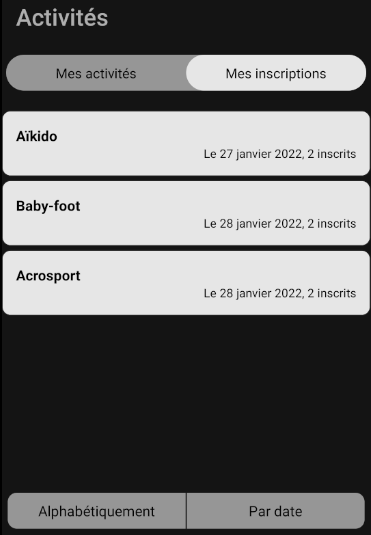 Activités
Mes activités
Mes inscriptions
Aïkido
Le 27 janvier 2022, 2 inscrits
Baby-foot
Le 28 janvier 2022, 2 inscrits
Acrosport
Le 28 janvier 2022, 2 inscrits
Alphabétiquement
Par date